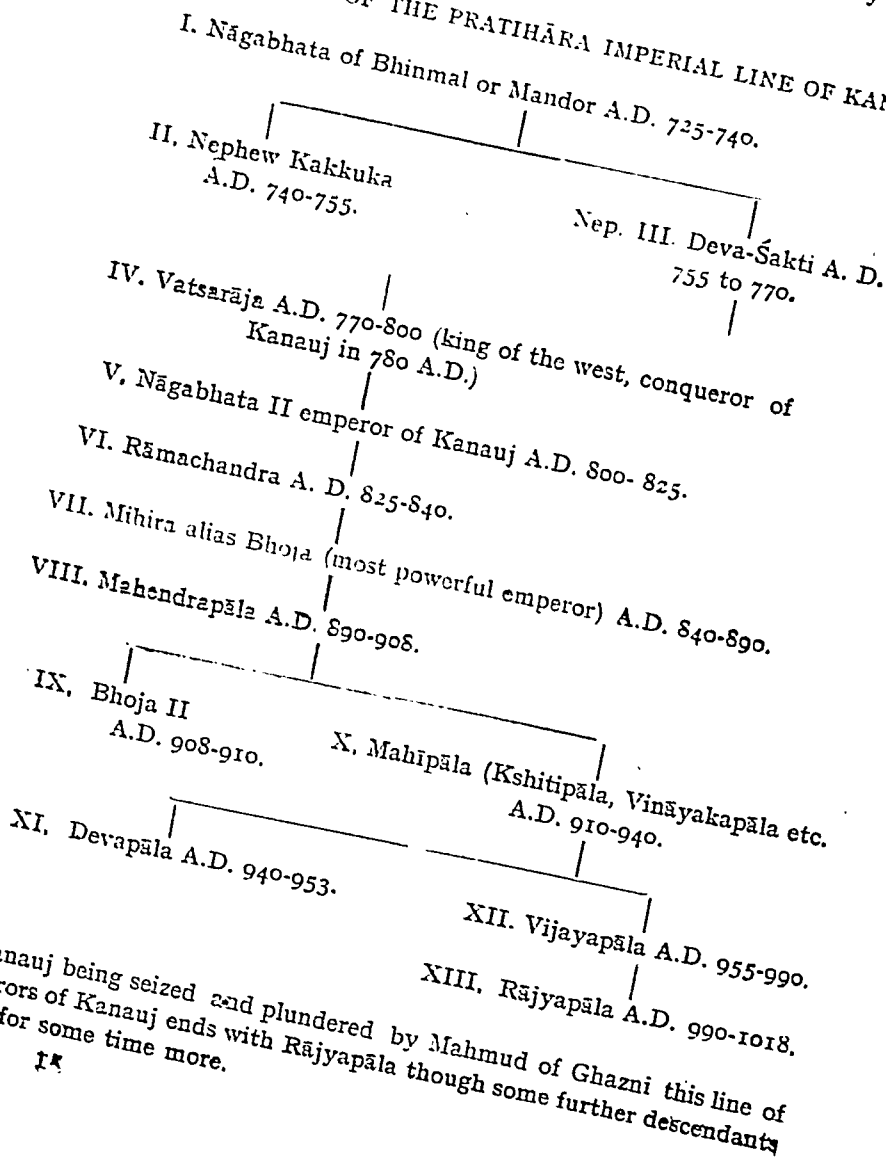 OF THE PRATIHĀRA IMPERIAL LINE OF KAN
I. Nāgabhata of Bhinmal or Mandor A.D. 725-740.
II. Nephew Kakkuka
A.D. 740-755.
Nep. III. Deva-Śakti A. D.
755 to 770.
IV. Vatsarāja A.D. 770-800 (king of the west, conqueror of
Kanauj in 780 A.D.)
V. Nāgabhata II emperor of Kanauj A.D. 800- 825.
VI. Rāmachandra A. D. 825-840.
VII. Mihira alias Bhoja (most powerful emperor) A.D. 840-890.
VIII. Mahendrapāla A.D. 890-908.
IX. Bhoja II
A.D. 908-910.
X. Mahīpāla (Kshitipāla, Vināyakapāla etc.
A.D. 910-940.
XI. Devapāla A.D. 940-953.
XII. Vijayapāla A.D. 955-990.
XIII. Rājyapāla A.D. 990-1018.
anauj being seized and plundered by Mahmud of Ghazni this line of
rors of Kanauj ends with Rājyapāla though some further descendants
for some time more.